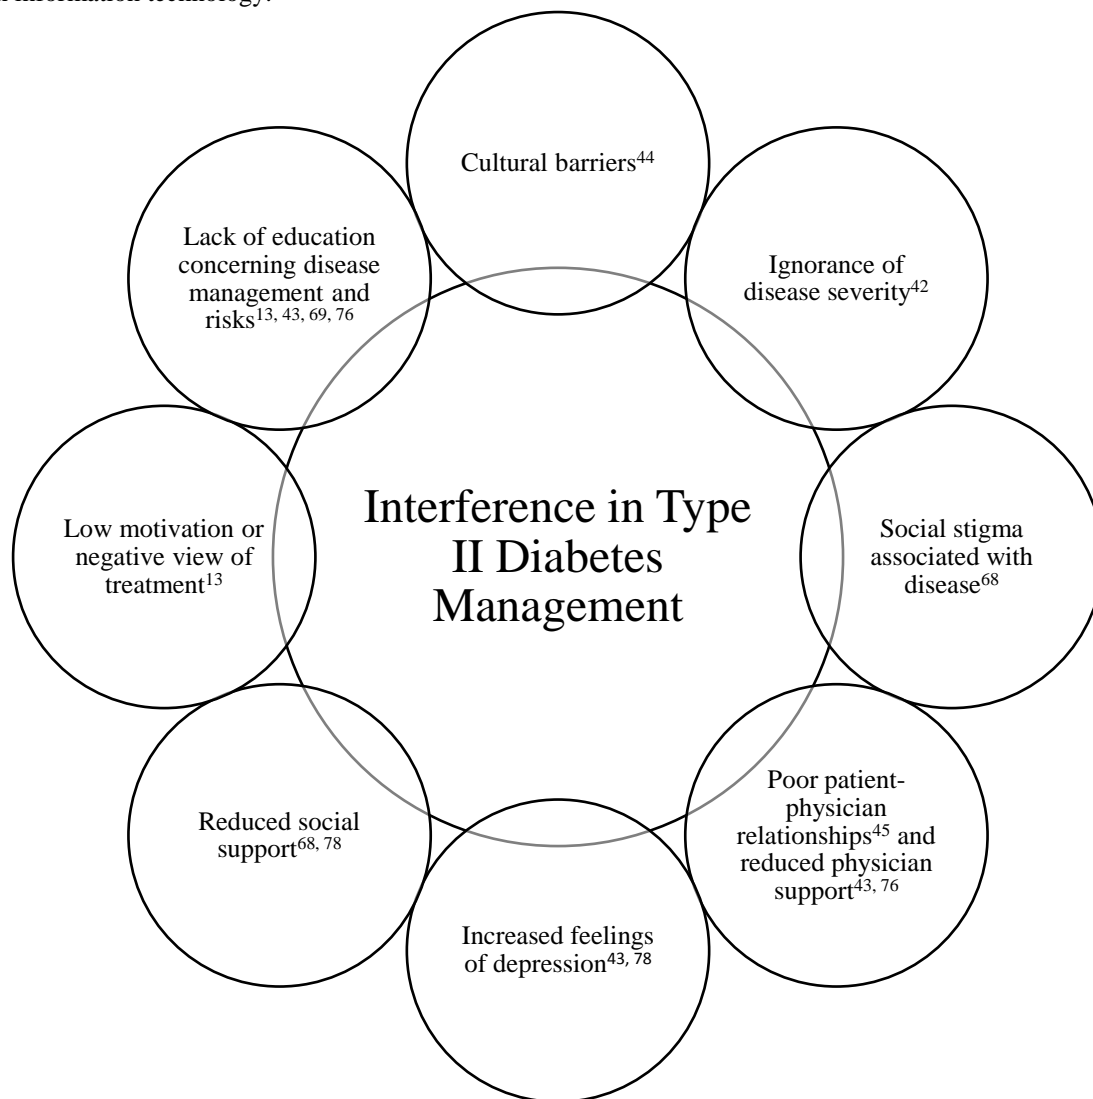 information technology.
Cultural barriers44
Lack of education
concerning disease
management and
risks13, 43, 69, 76
Ignorance of
disease severity42
Interference in Type
II Diabetes
Management
Low motivation or
negative view of
treatment13
Social stigma
associated with
disease68
Reduced social
support68, 78
Poor patient-
physician
relationships45 and
reduced physician
support43, 76
Increased feelings
of depression43, 78